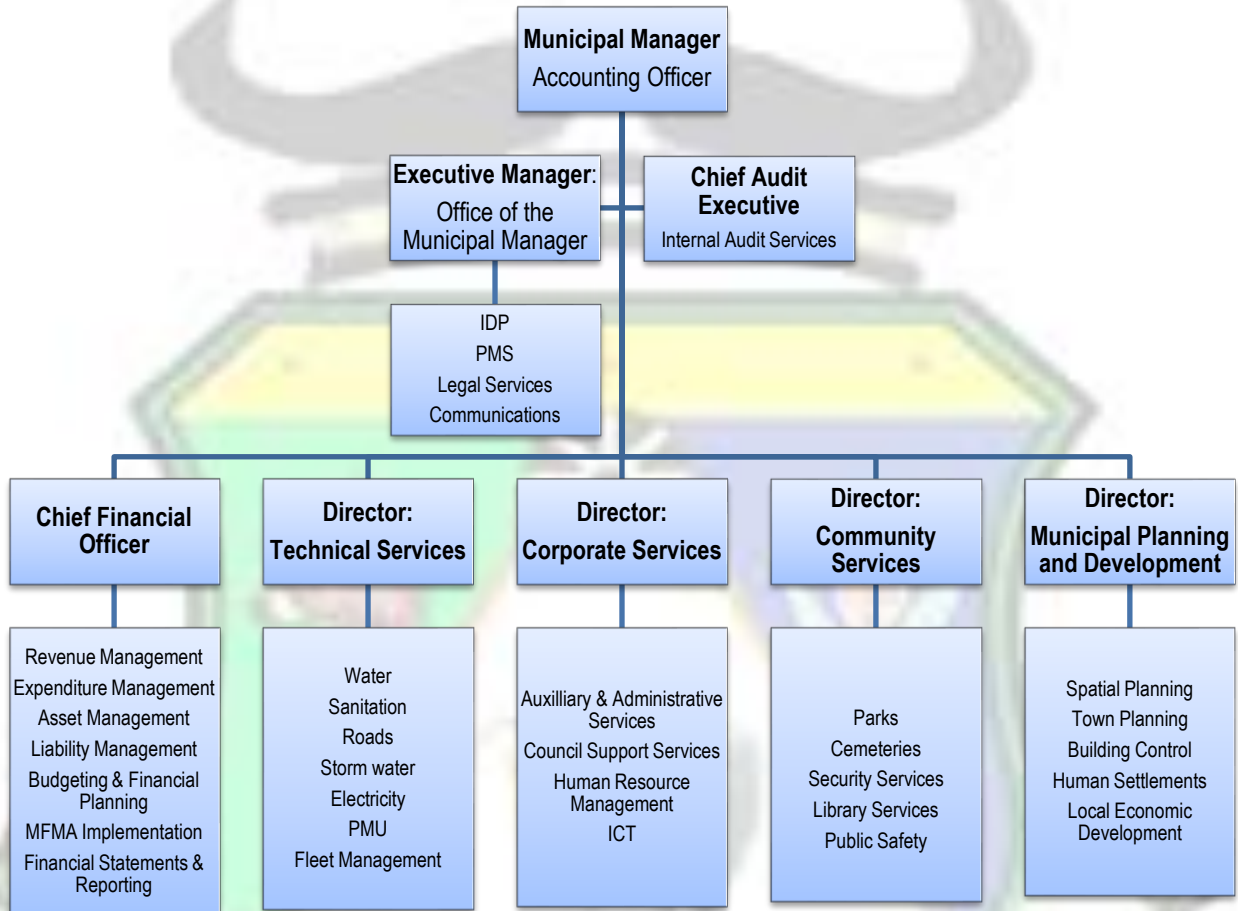 Municipal Manager
Accounting Officer
Executive Manager:
Office of the
Municipal Manager
Chief Audit
Executive
Internal Audit Services
IDP
PMS
Legal Services
Communications
Chief Financial
Officer
Director:
Technical Services
Director:
Corporate Services
Director:
Community
Services
Director:
Municipal Planning
and Development
Revenue Management
Expenditure Management
Asset Management
Liability Management
Budgeting & Financial
Planning
MFMA Implementation
Financial Statements &
Reporting
Water
Sanitation
Roads
Storm water
Electricity
PMU
Fleet Management
Auxilliary & Administrative
Services
Council Support Services
Human Resource
Management
ICT
Parks
Cemeteries
Security Services
Library Services
Public Safety
Spatial Planning
Town Planning
Building Control
Human Settlements
Local Economic
Development